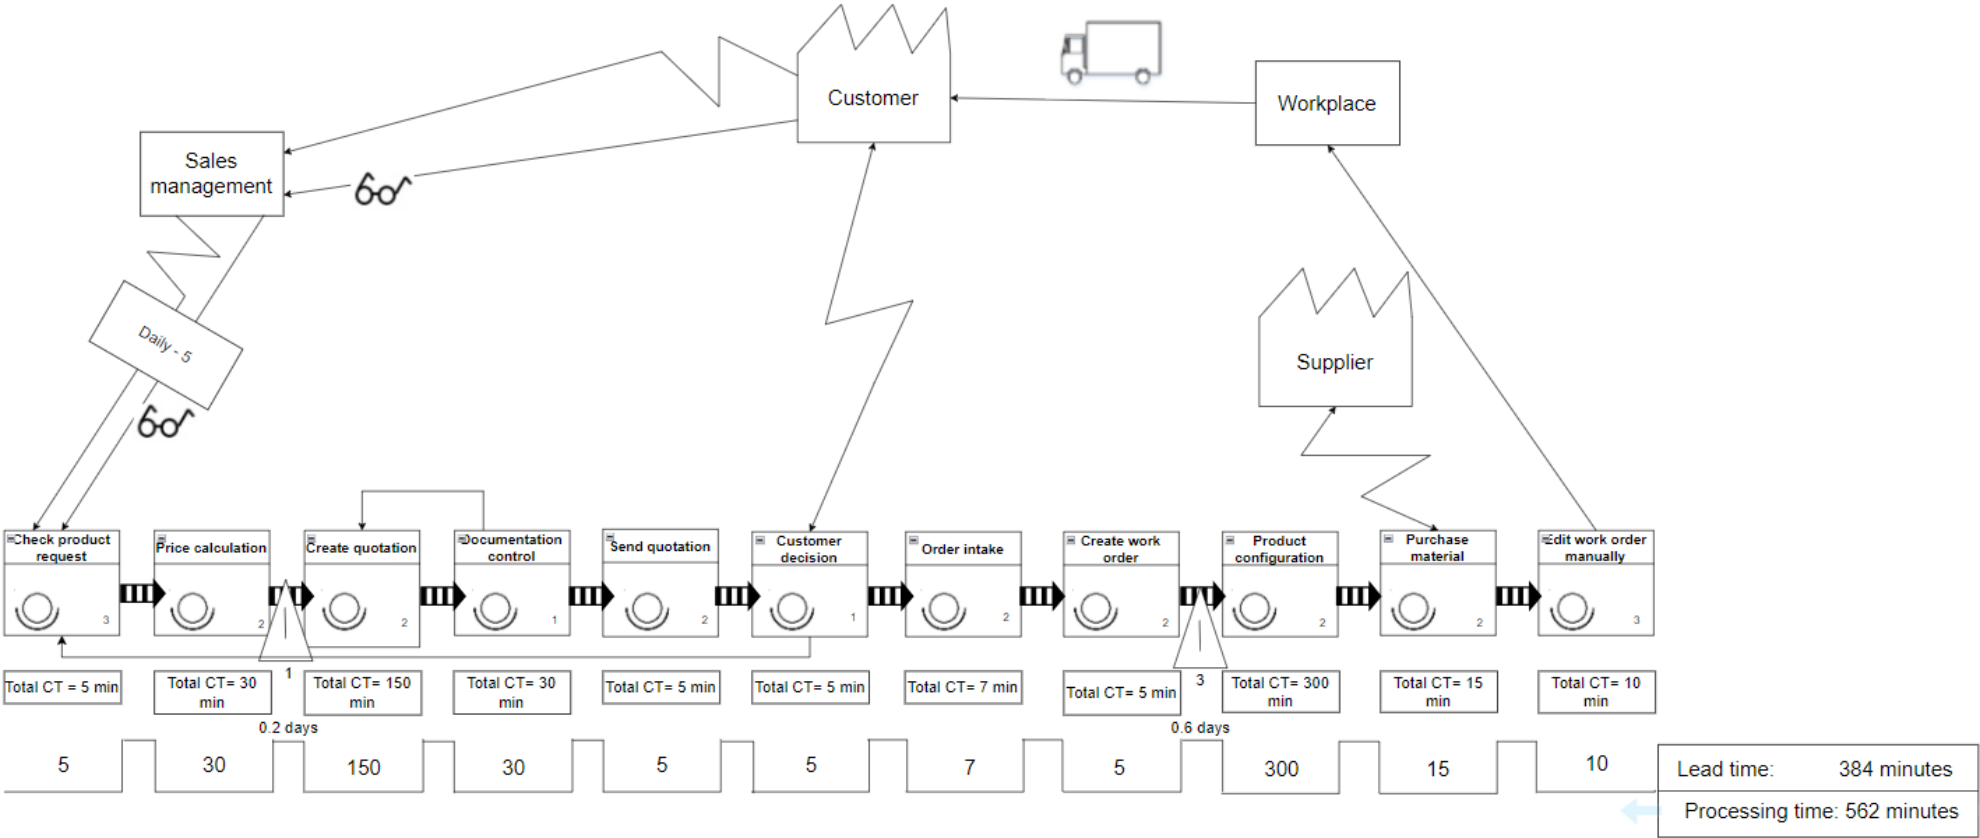 Customer
Workplace
Sales
management
Daily - 5
Supplier
Check product
request
3
Price calculation
2
Create quotation
2
Documentation
control
1
Send quotation
2
Customer
decision
1
Order intake
2
Create work
order
2
Product
configuration
2
Purchase
material
2
Edit work order
manually
3
Total CT = 5 min
Total CT= 30
min
1
Total CT= 150
min
Total CT= 30
min
Total CT= 5 min
Total CT= 5 min
Total CT= 7 min
Total CT= 5 min
3
Total CT= 300
min
Total CT= 15
min
Total CT= 10
min
0.2 days
0.6 days
5
30
150
30
5
5
7
5
300
15
10
Lead time: 384 minutes
Processing time: 562 minutes